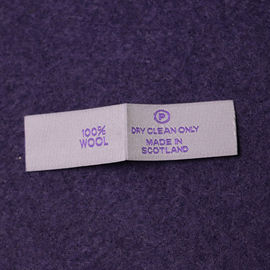 100%
WOOL
P
DRY CLEAN ONLY
MADE IN
SCOTLAND